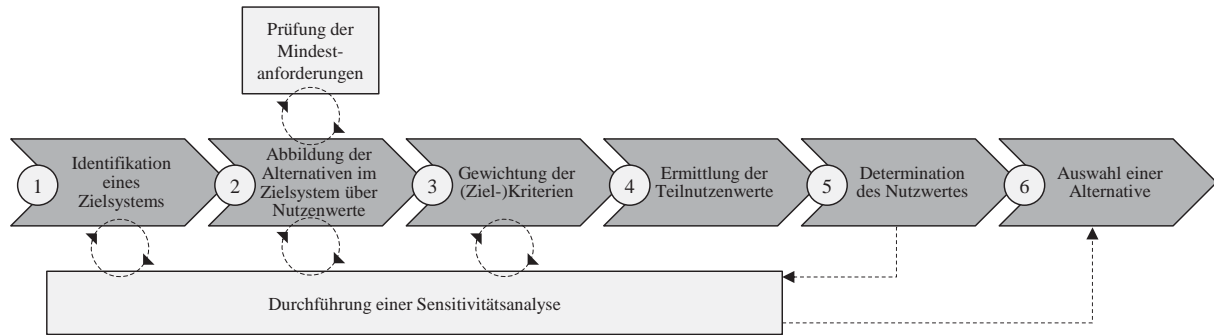 Prüfung der
Mindest-
anforderungen
1
Identifikation
eines
Zielsystems
2
Abbildung der
Alternativen im
Zielsystem über
Nutzenwerte
3
Gewichtung der
(Ziel-)Kriterien
4
Ermittlung der
Teilnutzenwerte
5
Determination
des Nutzwertes
6
Auswahl einer
Alternative
Durchführung einer Sensitivitätsanalyse